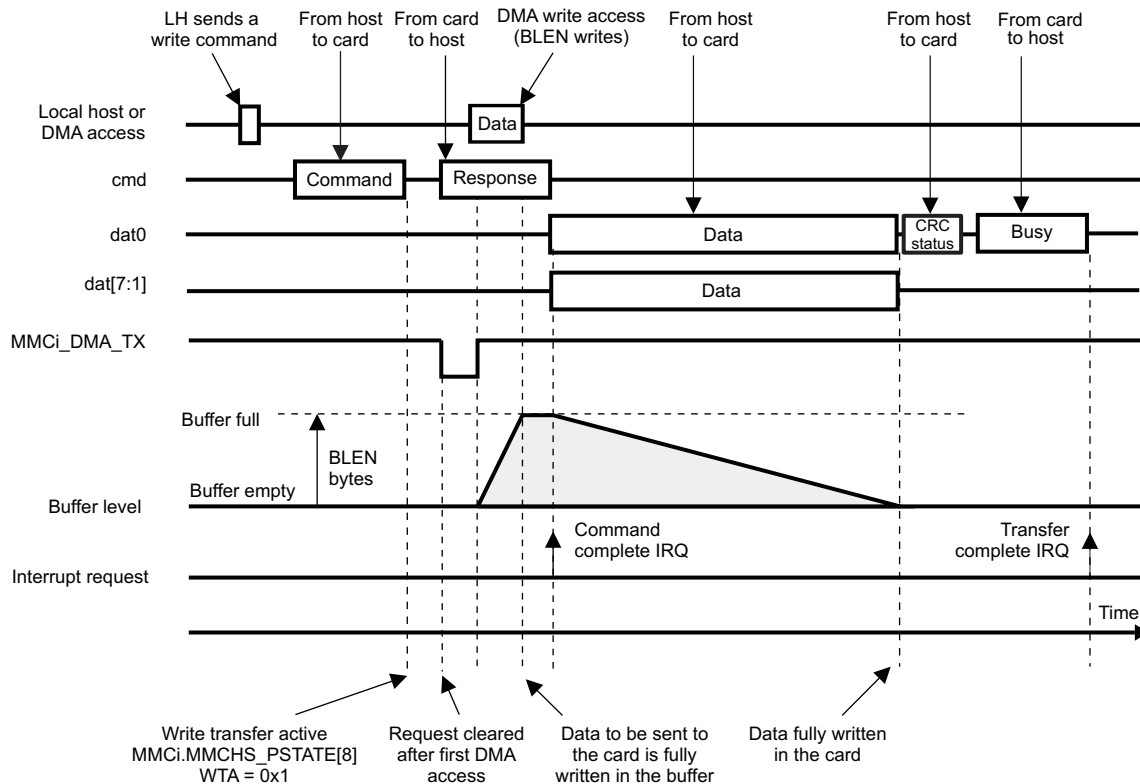 LH sends a
write command
From host
to card
From card
to host
DMA write access
(BLEN writes)
From host
to card
From host
to card
From card
to host
Local host or
DMA access
Data
cmd
Command
Response
dat0
Data
CRC
status
Busy
dat[7:1]
Data
MMCi_DMA_TX
Buffer full
BLEN
bytes
Buffer empty
Buffer level
Command
complete IRQ
Transfer
complete IRQ
Interrupt request
Time
Write transfer active
MMCi.MMCHS_PSTATE[8]
WTA = 0x1
Request cleared
after first DMA
access
Data to be sent to
the card is fully
written in the buffer
Data fully written
in the card